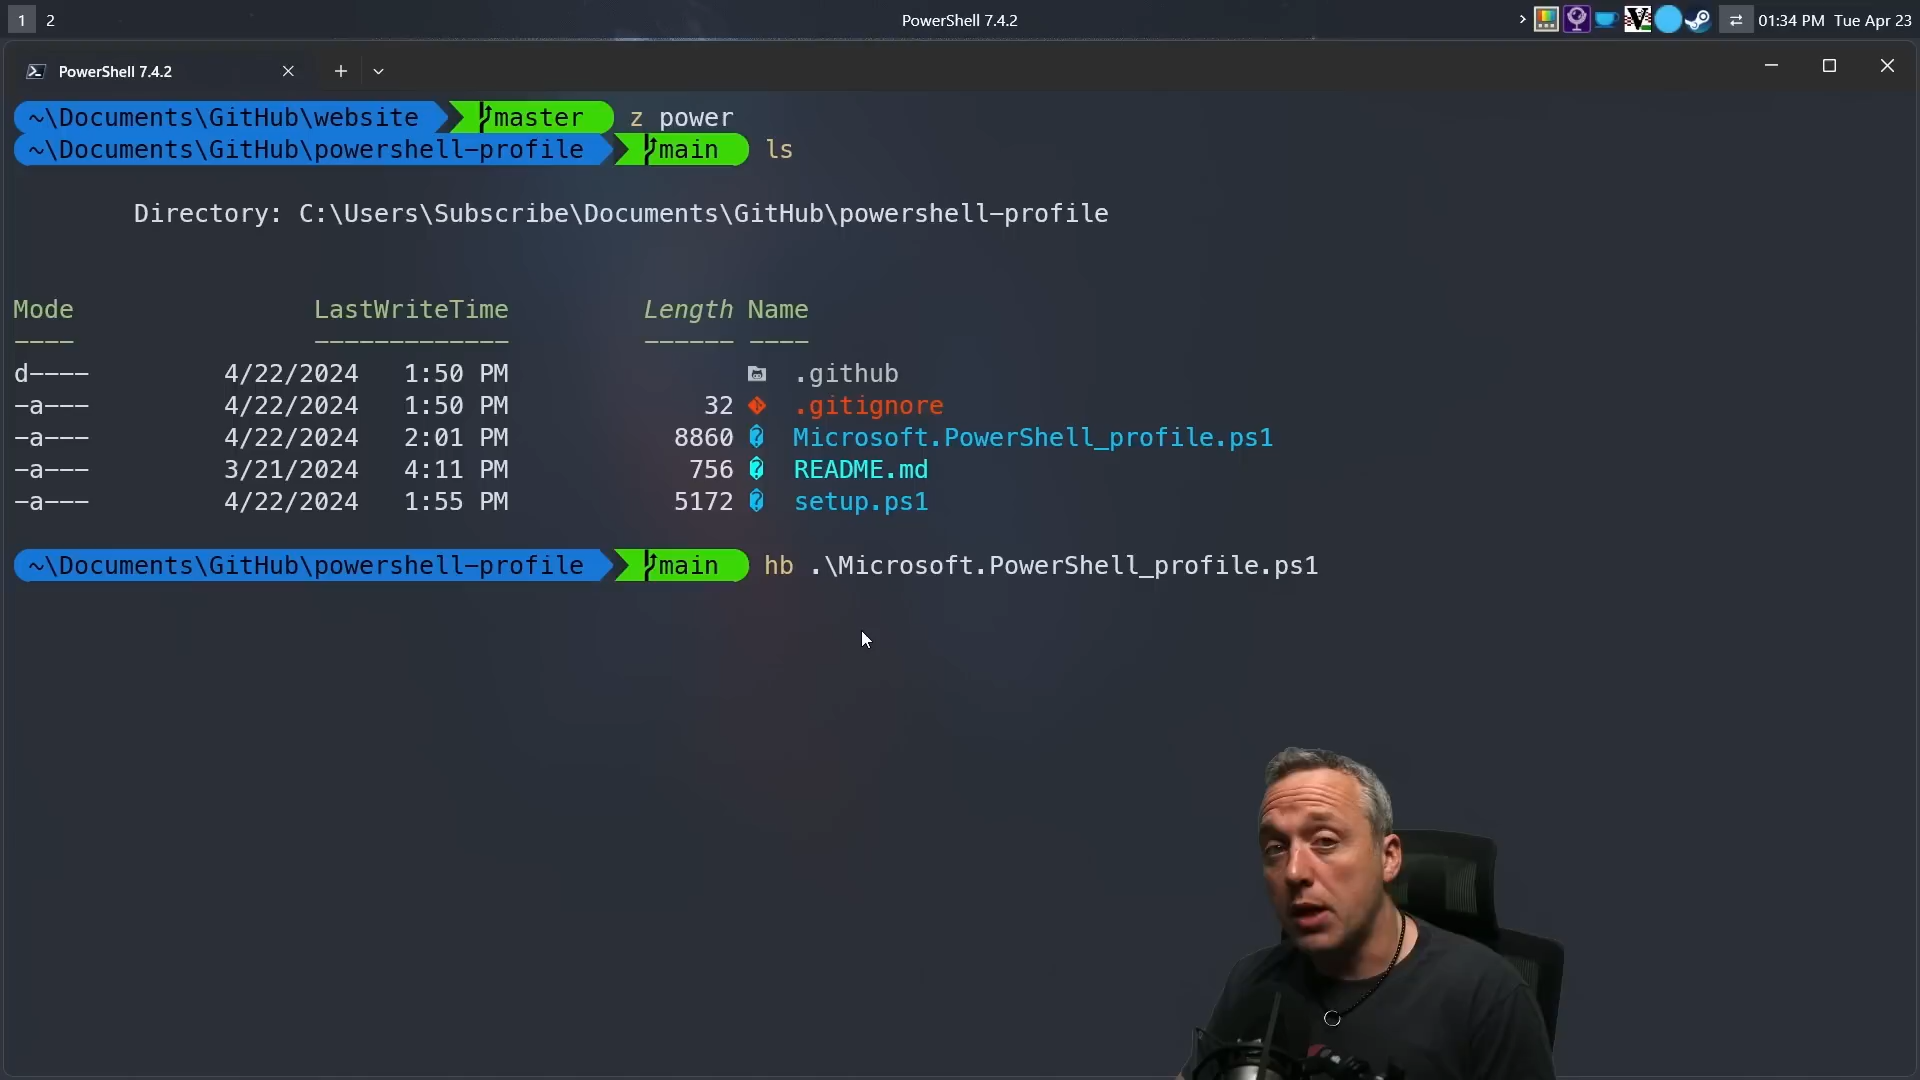 1 2 PowerShell 7.4.2 01:34 PM Tue Apr 23
PowerShell 7.4.2
~\Documents\GitHub\website master z power
~\Documents\GitHub\powershell-profile main ls
Directory: C:\Users\Subscribe\Documents\GitHub\powershell-profile
Mode LastWriteTime Length Name
---- ------------- ------ ----
d---- 4/22/2024 1:50 PM .github
-a--- 4/22/2024 1:50 PM 32 .gitignore
-a--- 4/22/2024 2:01 PM 8860 Microsoft.PowerShell_profile.ps1
-a--- 3/21/2024 4:11 PM 756 README.md
-a--- 4/22/2024 1:55 PM 5172 setup.ps1
~\Documents\GitHub\powershell-profile main hb .\Microsoft.PowerShell_profile.ps1